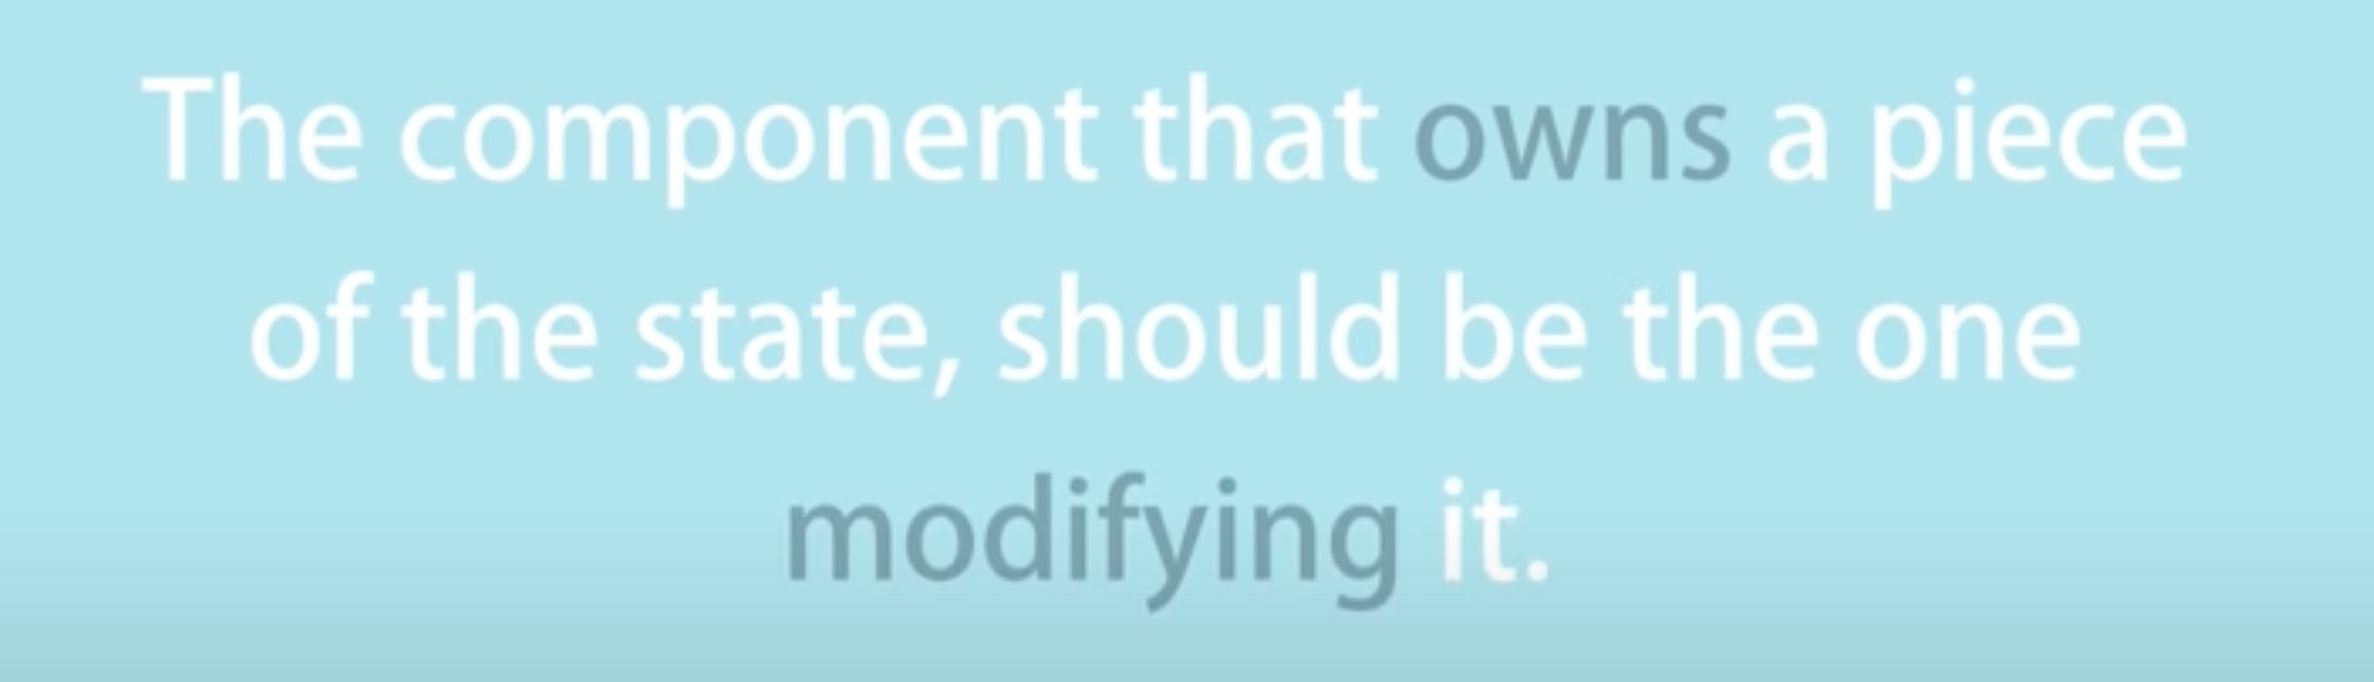 The component that owns a piece
of the state, should be the one
modifying it.